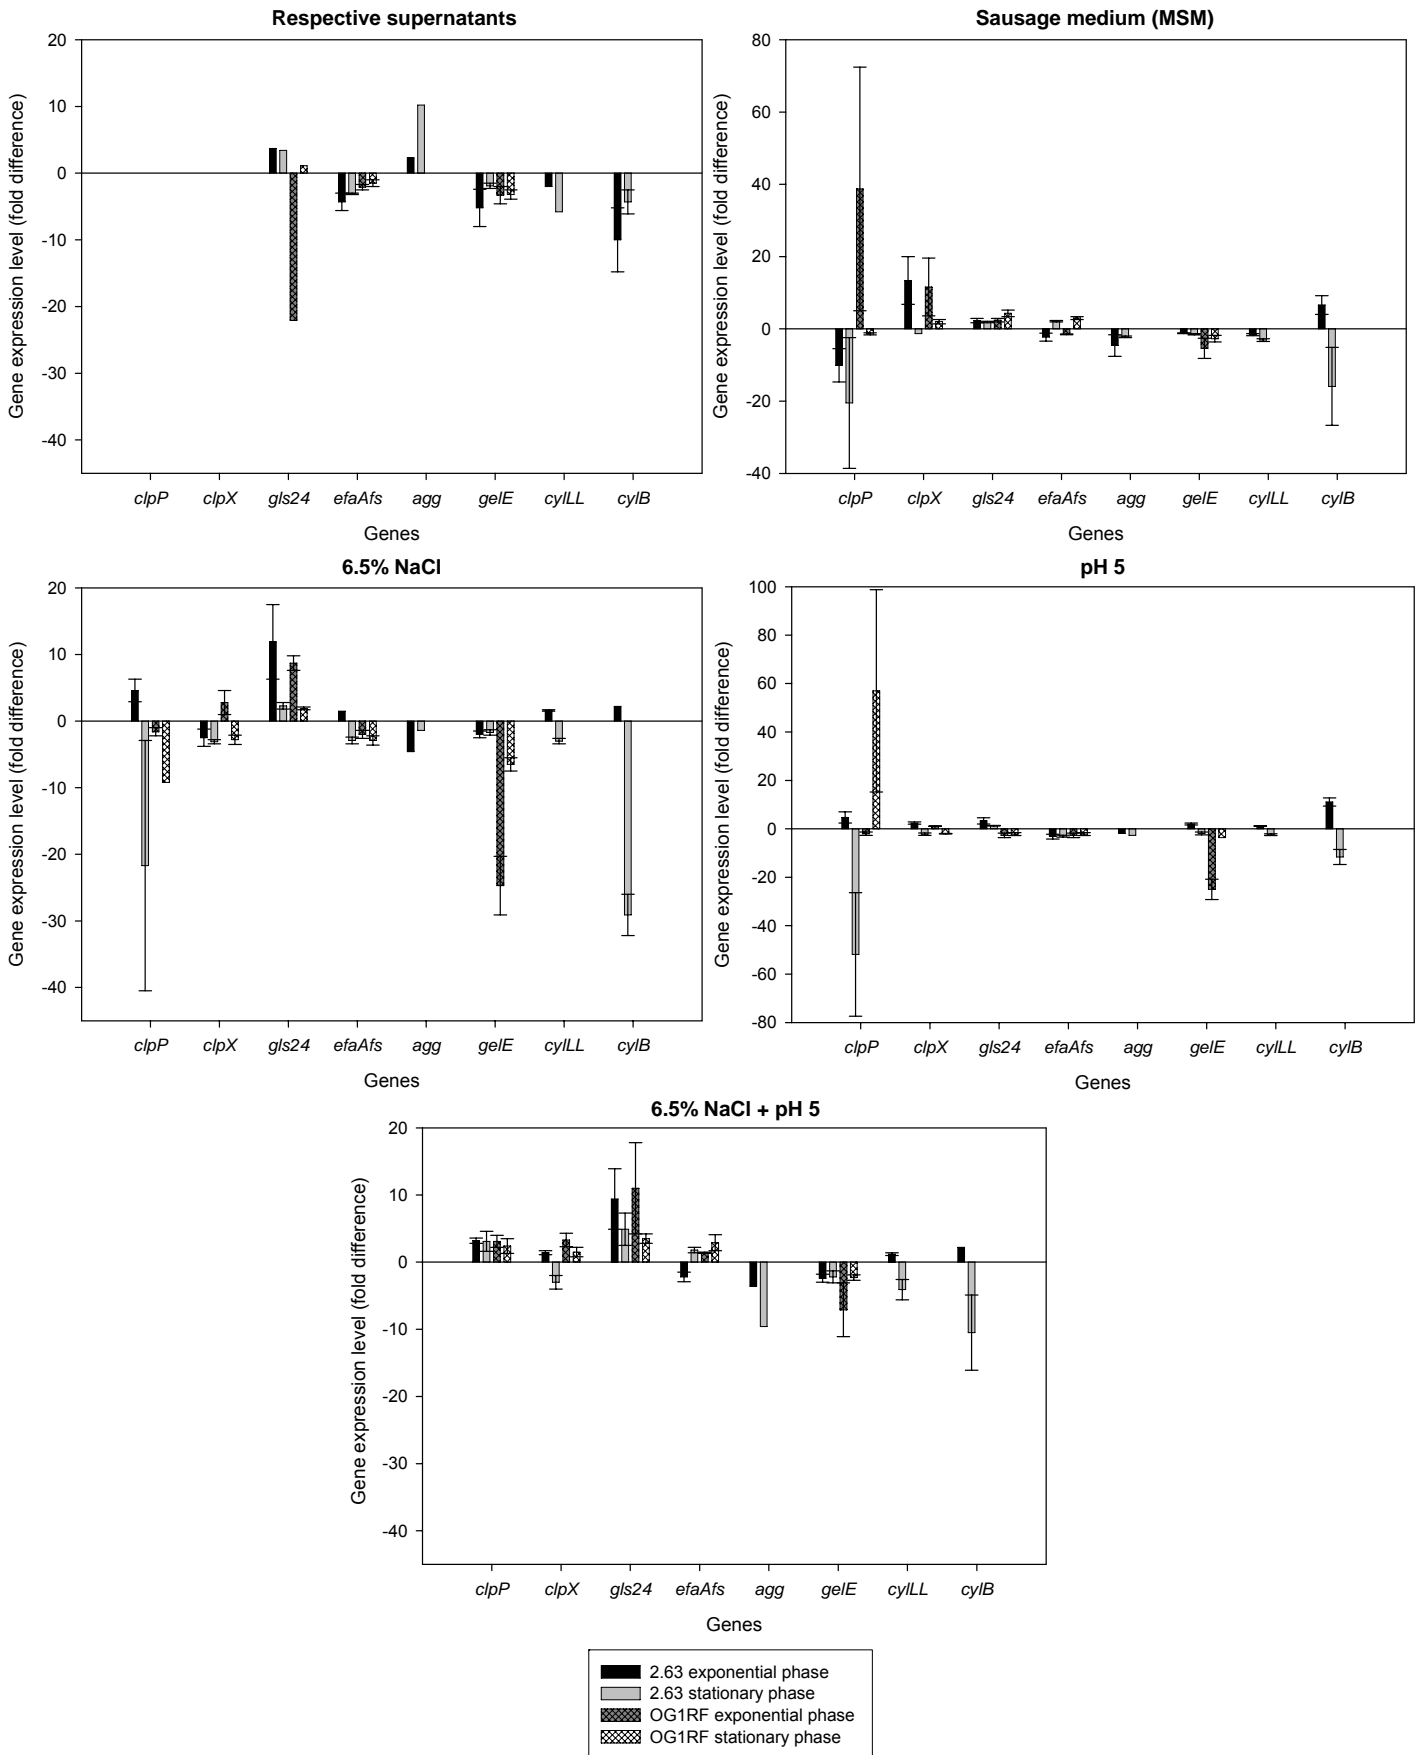 Respective supernatants
Gene expression level (fold difference)
20
10
0
-10
-20
-30
-40
clpP clpX gls24 efaAfs agg gelE cylLL cylB
Genes
Sausage medium (MSM)
Gene expression level (fold difference)
80
60
40
20
0
-20
-40
clpP clpX gls24 efaAfs agg gelE cylLL cylB
Genes
6.5% NaCl
Gene expression level (fold difference)
20
10
0
-10
-20
-30
-40
clpP clpX gls24 efaAfs agg gelE cylLL cylB
Genes
pH 5
Gene expression level (fold difference)
100
80
60
40
20
0
-20
-40
-60
-80
clpP clpX gls24 efaAfs agg gelE cylLL cylB
Genes
6.5% NaCl + pH 5
Gene expression level (fold difference)
20
10
0
-10
-20
-30
-40
clpP clpX gls24 efaAfs agg gelE cylLL cylB
Genes
2.63 exponential phase
2.63 stationary phase
OG1RF exponential phase
OG1RF stationary phase